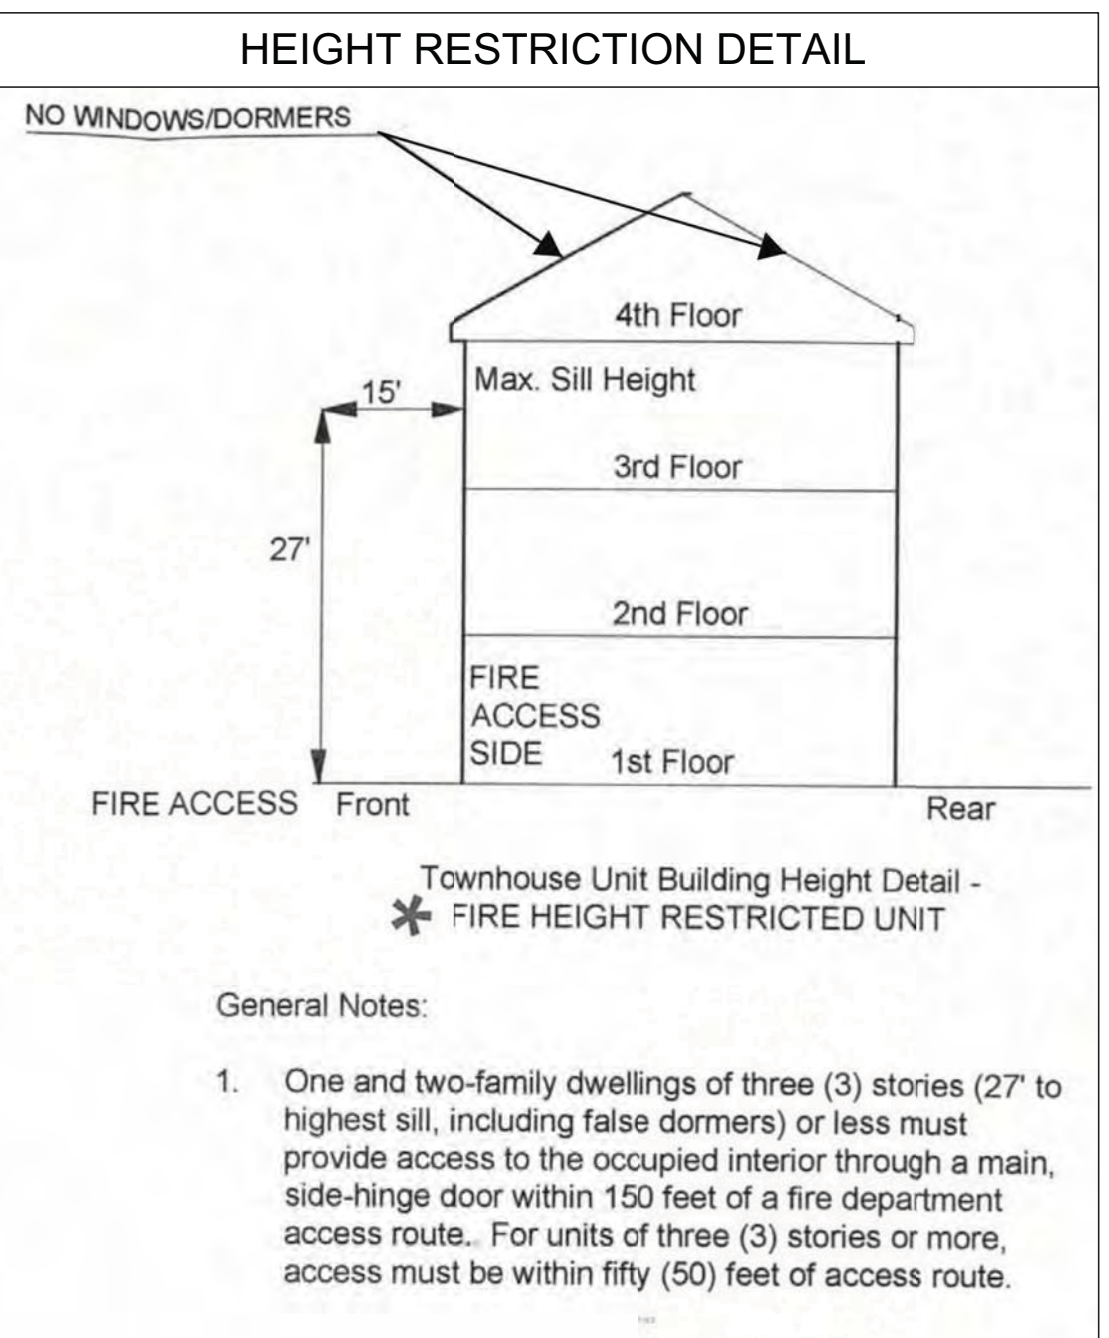 HEIGHT RESTRICTION DETAIL
NO WINDOWS/DORMERS
4th Floor
Max. Sill Height
15'
3rd Floor
27'
2nd Floor
FIRE
ACCESS
SIDE
1st Floor
FIRE ACCESS
Front
Rear
Townhouse Unit Building Height Detail -
FIRE HEIGHT RESTRICTED UNIT
General Notes:
1. One and two-family dwellings of three (3) stories (27' to
highest sill, including false dormers) or less must
provide access to the occupied interior through a main,
side-hinge door within 150 feet of a fire department
access route. For units of three (3) stories or more,
access must be within fifty (50) feet of access route.